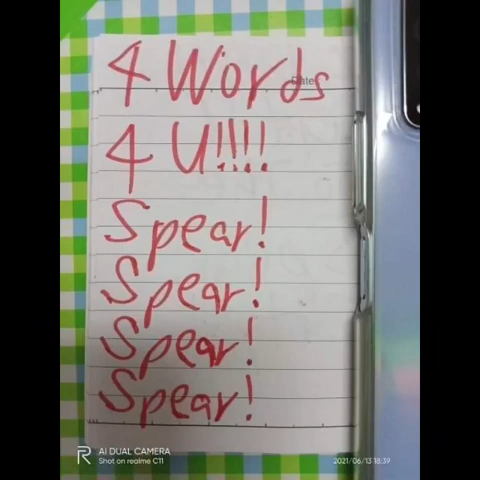 Date
4 Words
4 U!!!!
Spear!
Spear!
Spear!
Spear!
AI DUAL CAMERA
Shot on realme C11
2021/06/13 18:39